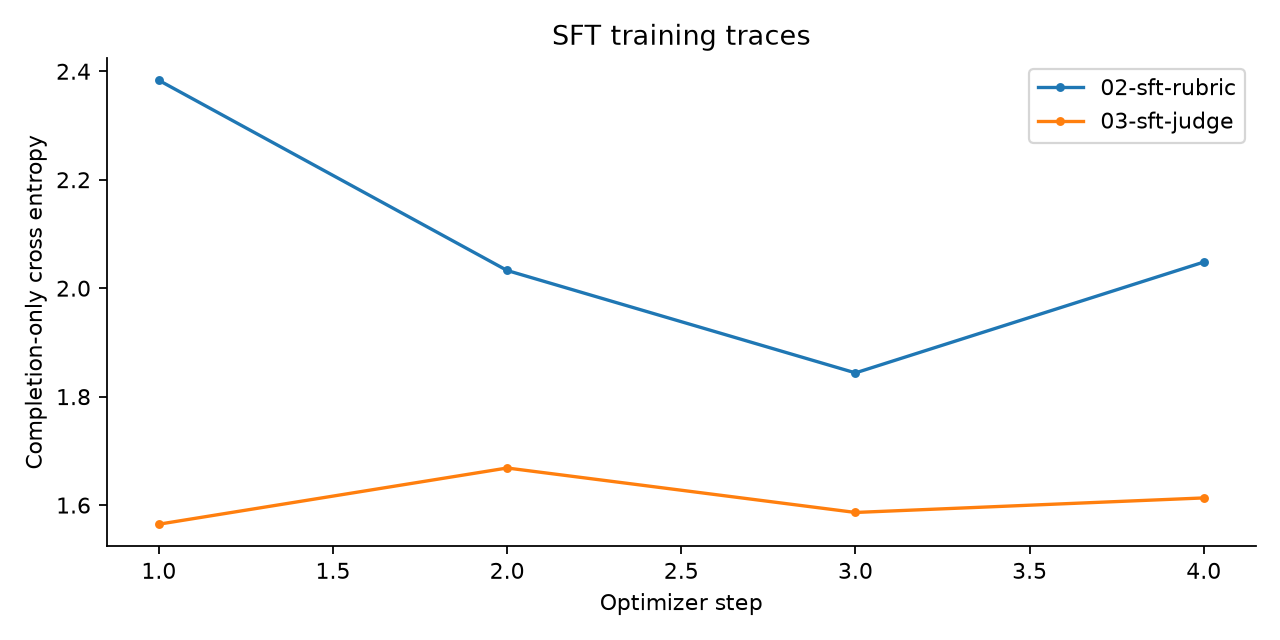 SFT training traces
02-sft-rubric
03-sft-judge
Completion-only cross entropy
2.4
2.2
2.0
1.8
1.6
1.0
1.5
2.0
2.5
3.0
3.5
4.0
Optimizer step